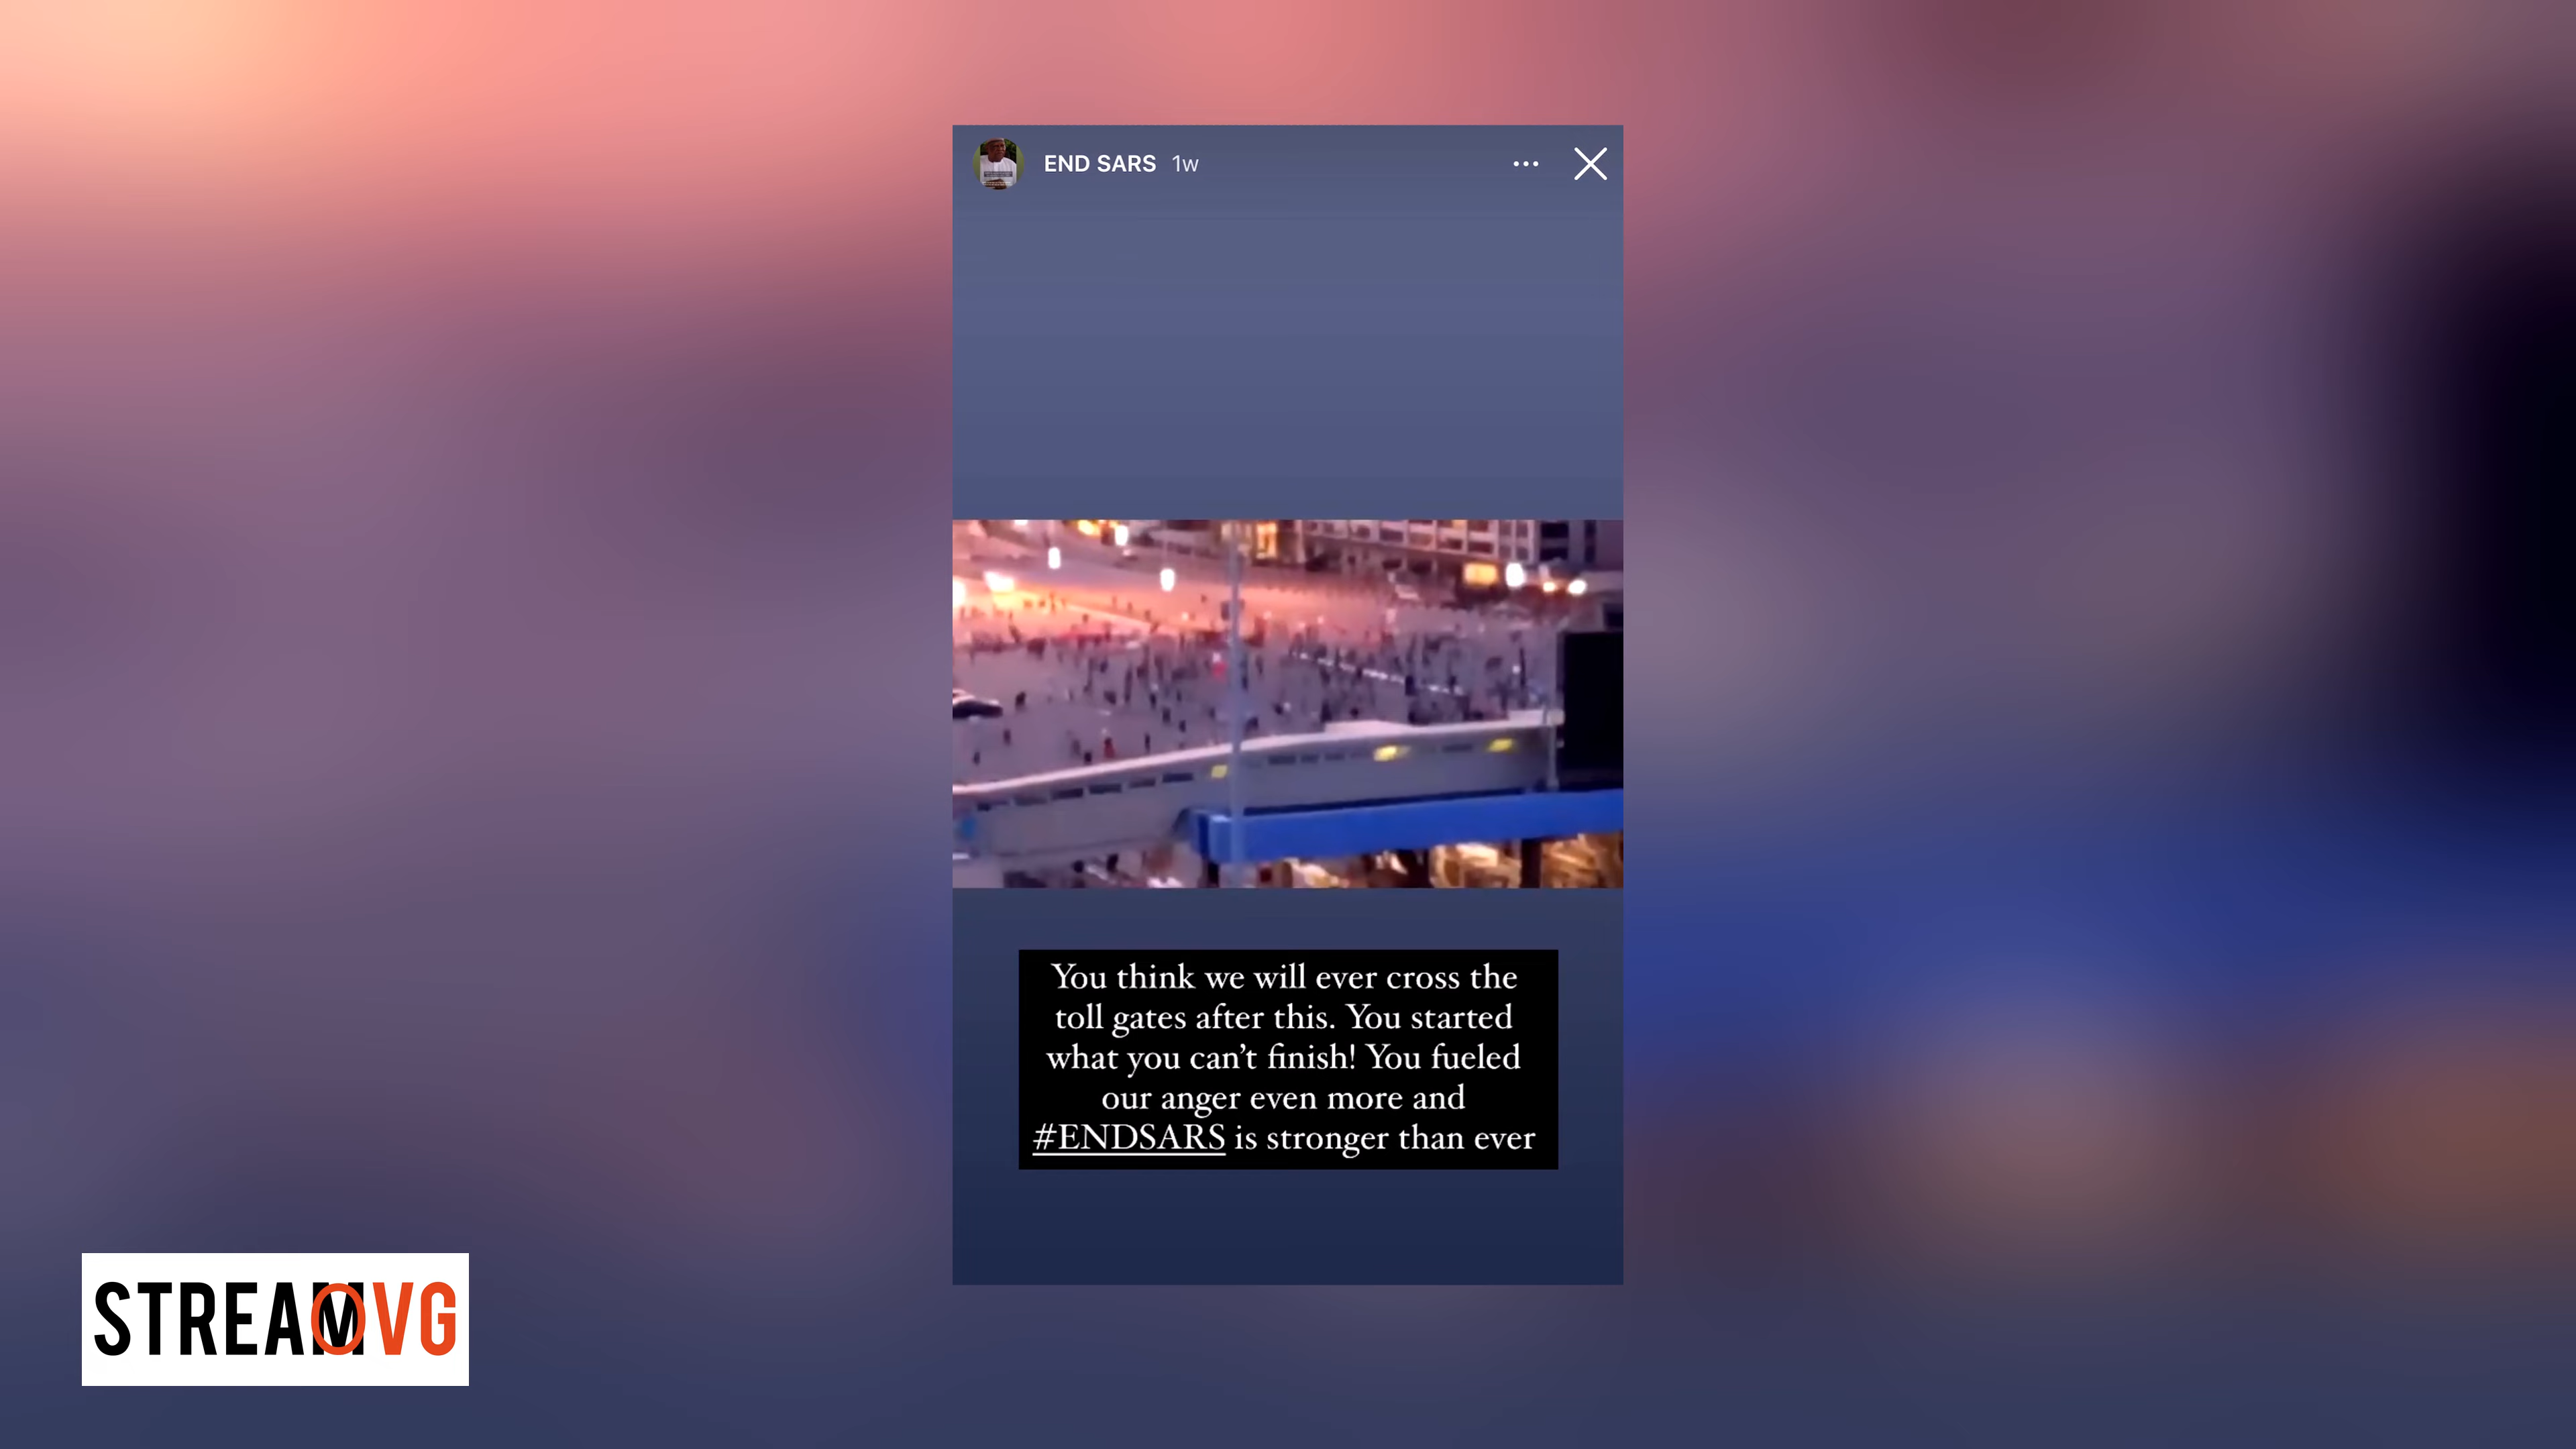 END SARS 1w
You think we will ever cross the
toll gates after this. You started
what you can't finish! You fueled
our anger even more and
#ENDSARS is stronger than ever
STREAMOVG